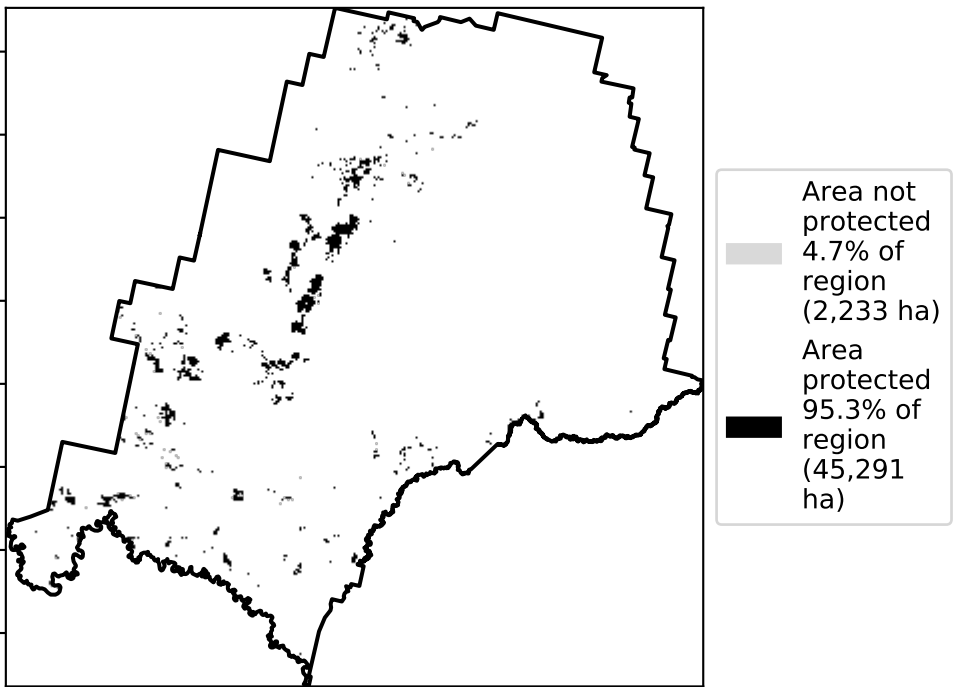 Area not
protected
4.7% of
region
(2,233 ha)
Area
protected
95.3% of
region
(45,291
ha)